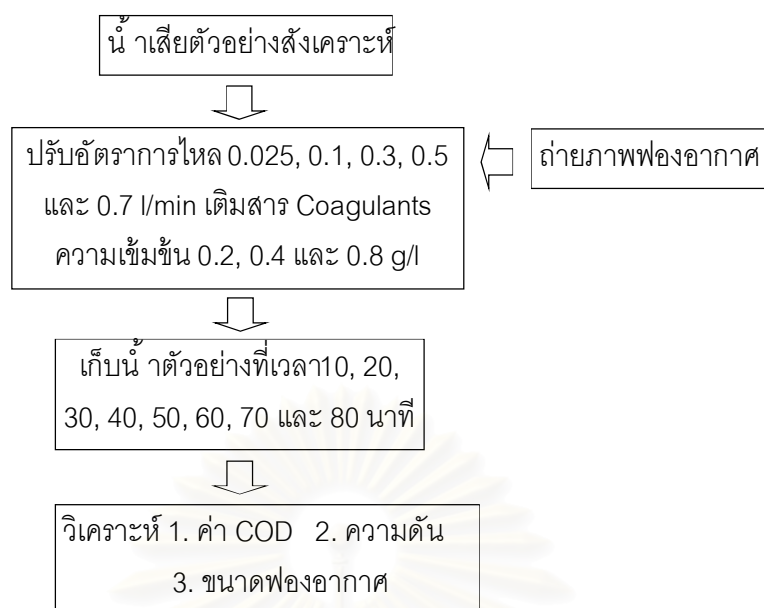 น้ำเสียตัวอย่างสังเคราะห์
ปรับอัตราการไหล 0.025, 0.1, 0.3, 0.5
และ 0.7 l/min เติมสาร Coagulants
ความเข้มข้น 0.2, 0.4 และ 0.8 g/l
ถ่ายภาพฟองอากาศ
เก็บน้ำตัวอย่างที่เวลา10, 20,
30, 40, 50, 60, 70 และ 80 นาที
วิเคราะห์ 1. ค่า COD 2. ความดัน
3. ขนาดฟองอากาศ